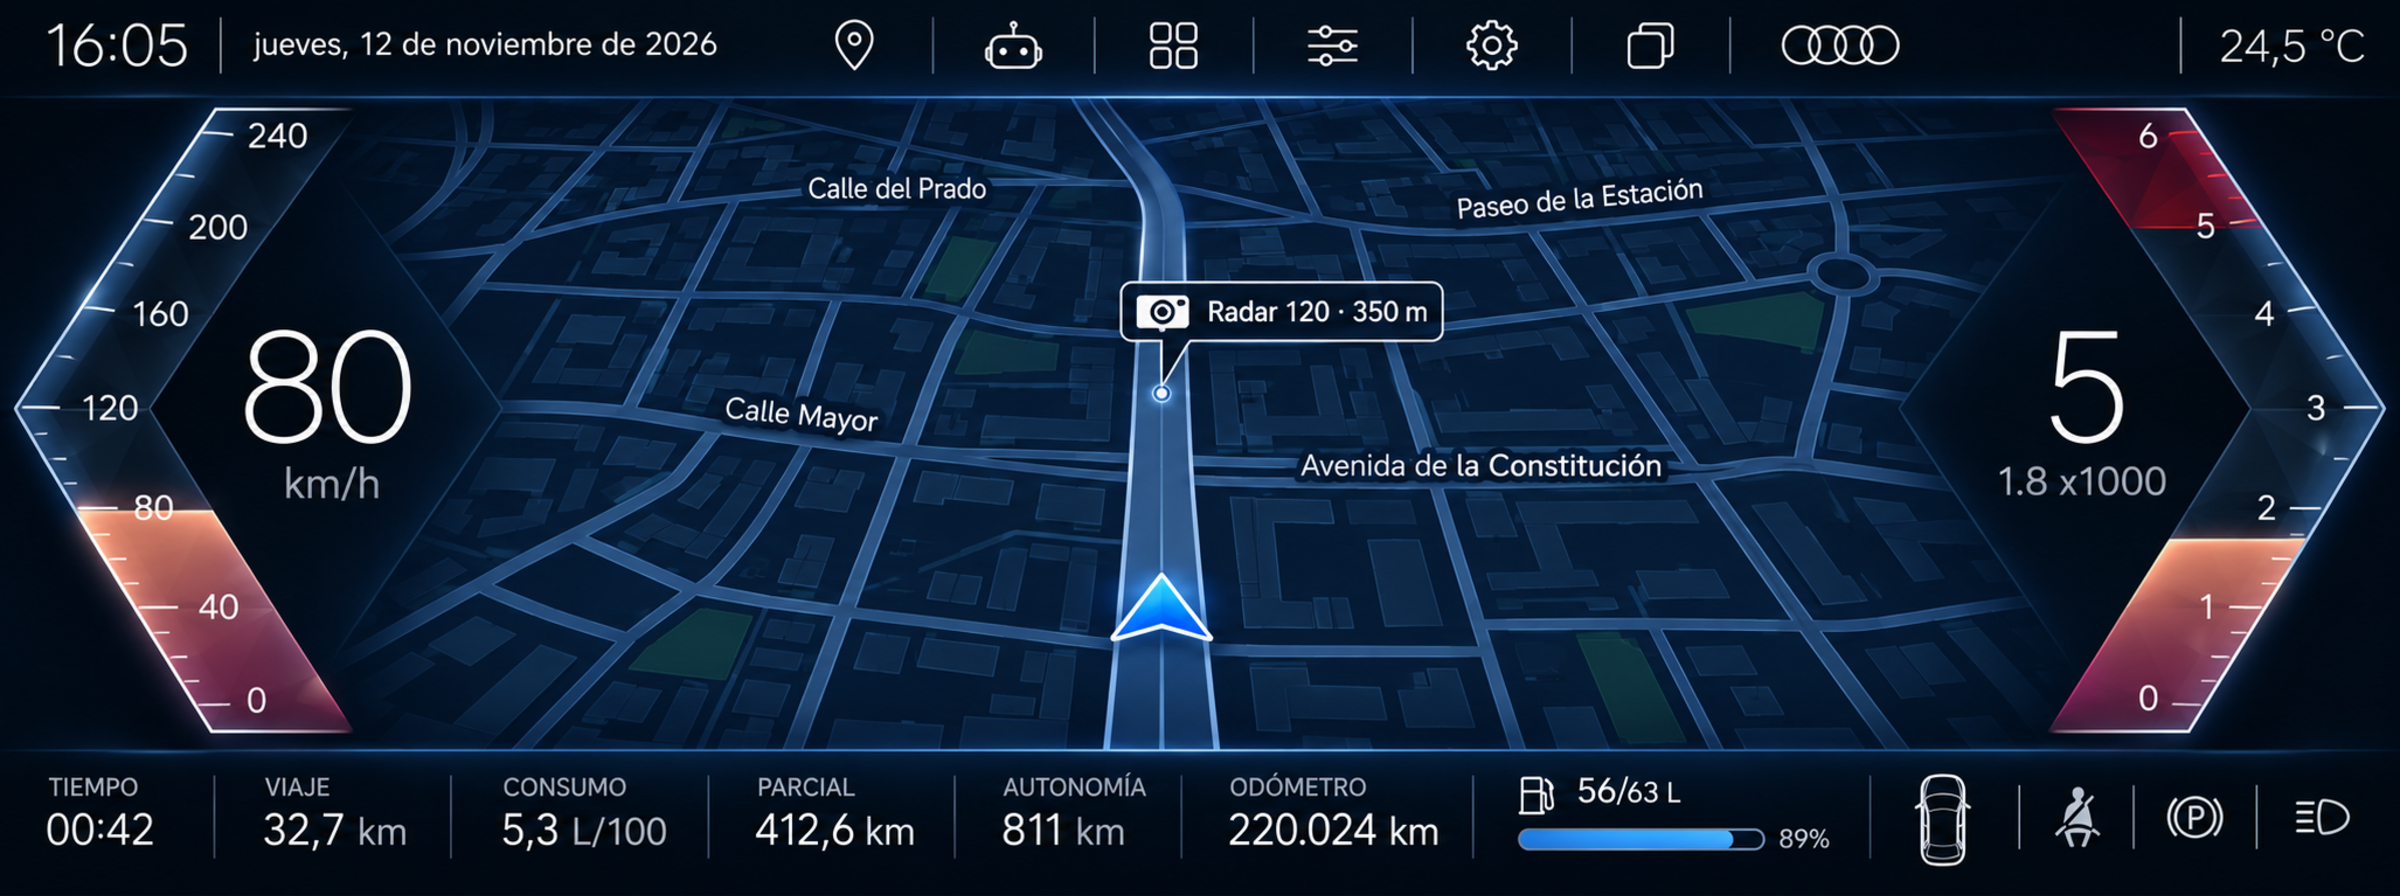 16:05
jueves, 12 de noviembre de 2026
24,5 °C
240
200
160
120
80
40
0
80
km/h
Calle del Prado
Paseo de la Estación
Radar 120 · 350 m
Calle Mayor
Avenida de la Constitución
6
5
4
3
2
1
0
5
1.8 x1000
TIEMPO
00:42
VIAJE
32,7 km
CONSUMO
5,3 L/100
PARCIAL
412,6 km
AUTONOMÍA
811 km
ODÓMETRO
220.024 km
56/63 L
89%
P